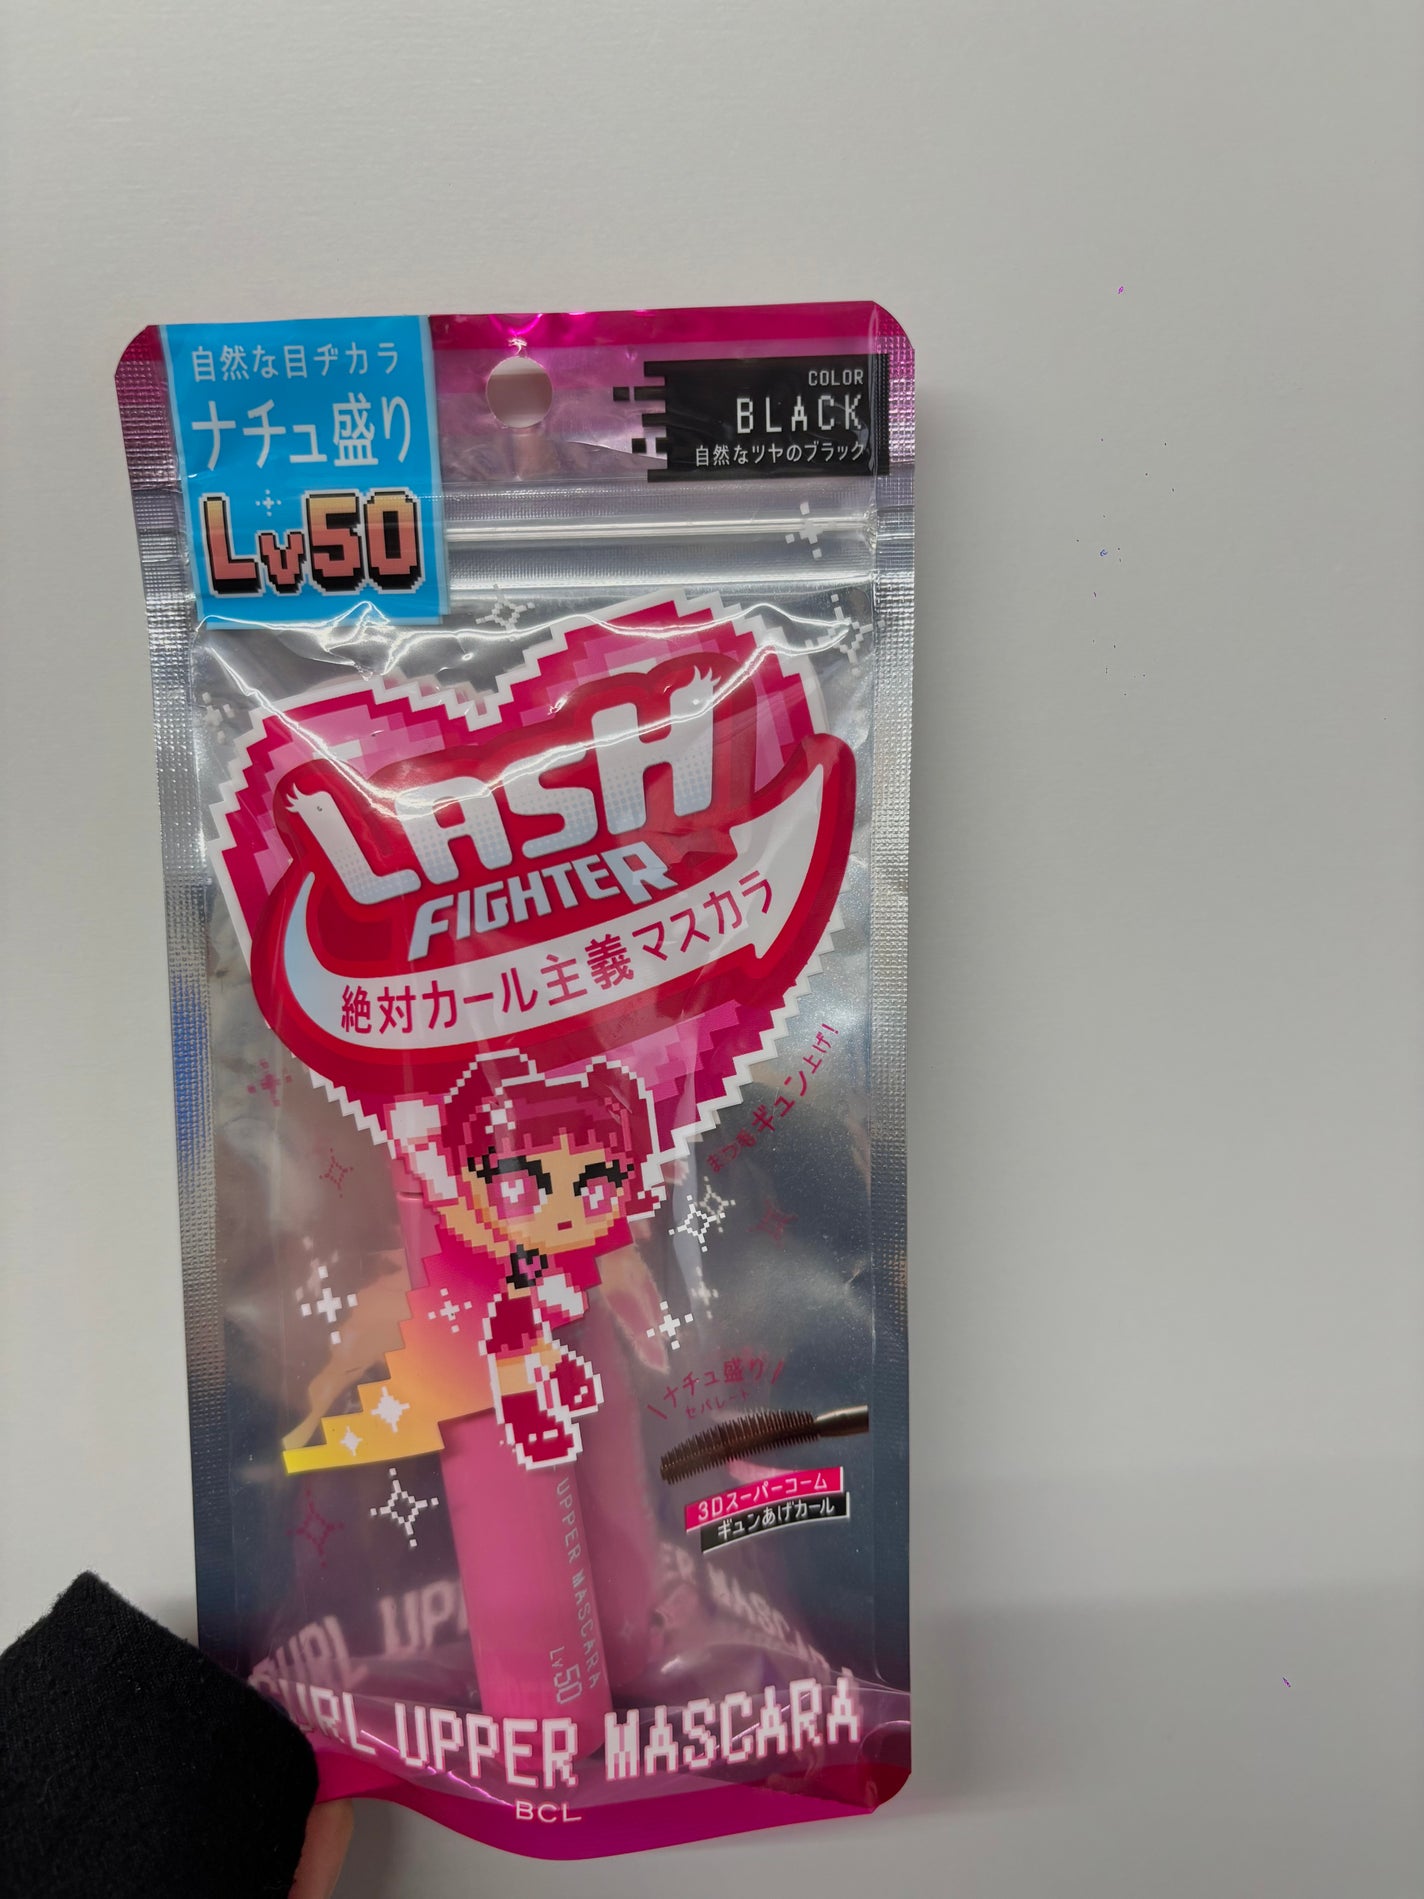 自然な目ヂカラ
ナチュ盛り
Lv50
COLOR
BLACK
自然なツヤのブラック
LASH
FIGHTER
絶対カール主義マスカラ
まつ毛ギュン上げ!
ナチュ盛り
セパレート
3Dスーパーコーム
ギュンあげカール
UPPER MASCARA
Lv.50
CURL UPPER MASCARA
BCL